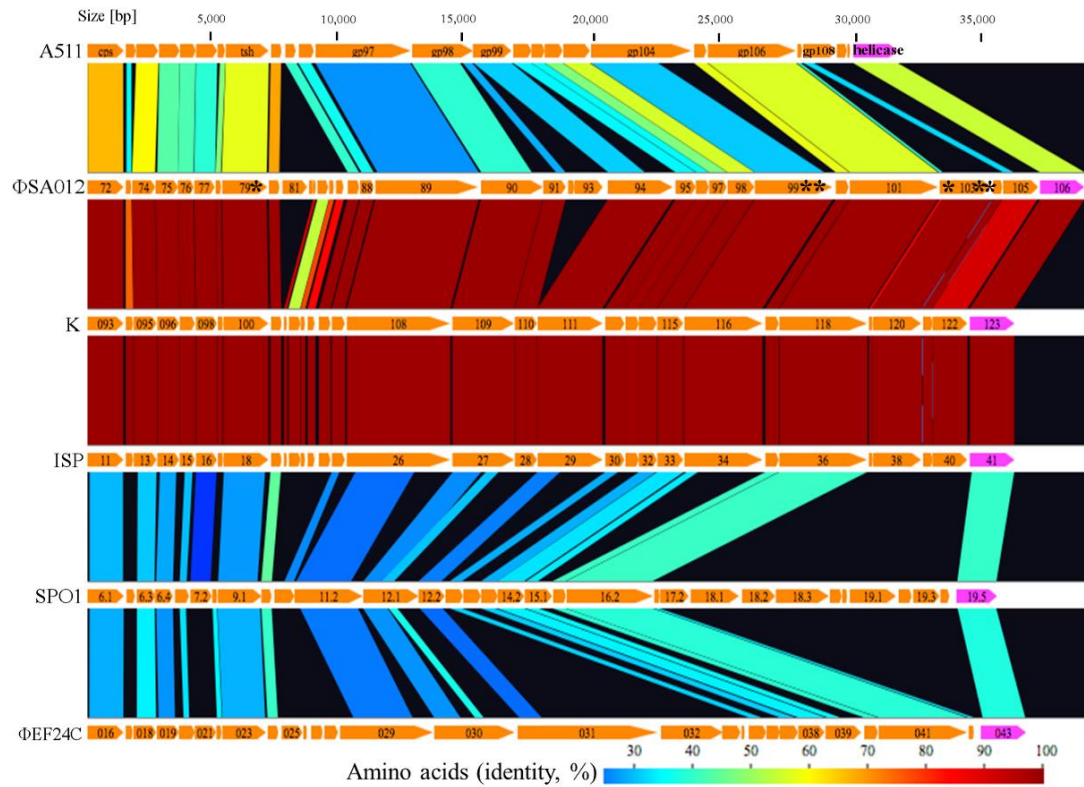 Size [bp] 5,000 10,000 15,000 20,000 25,000 30,000 35,000
A511 cps tsh gp97 gp98 gp99 gp104 gp106 gp108 helicase
ΦSA012 72 74 75 76 77 79* 81 88 89 90 91 93 94 95 97 98 99** 101 * 103** 105 106
K 093 095 096 098 100 108 109 110 111 115 116 118 120 122 123
ISP 11 13 14 15 16 18 26 27 28 29 30 32 33 34 36 38 40 41
SPO1 6.1 6.3 6.4 7.2 9.1 11.2 12.1 12.2 14.2 15.1 16.2 17.2 18.1 18.2 18.3 19.1 19.3 19.5
ΦEF24C 016 018 019 021 023 025 029 030 031 032 038 039 041 043
30 40 50 60 70 80 90 100
Amino acids (identity, %)